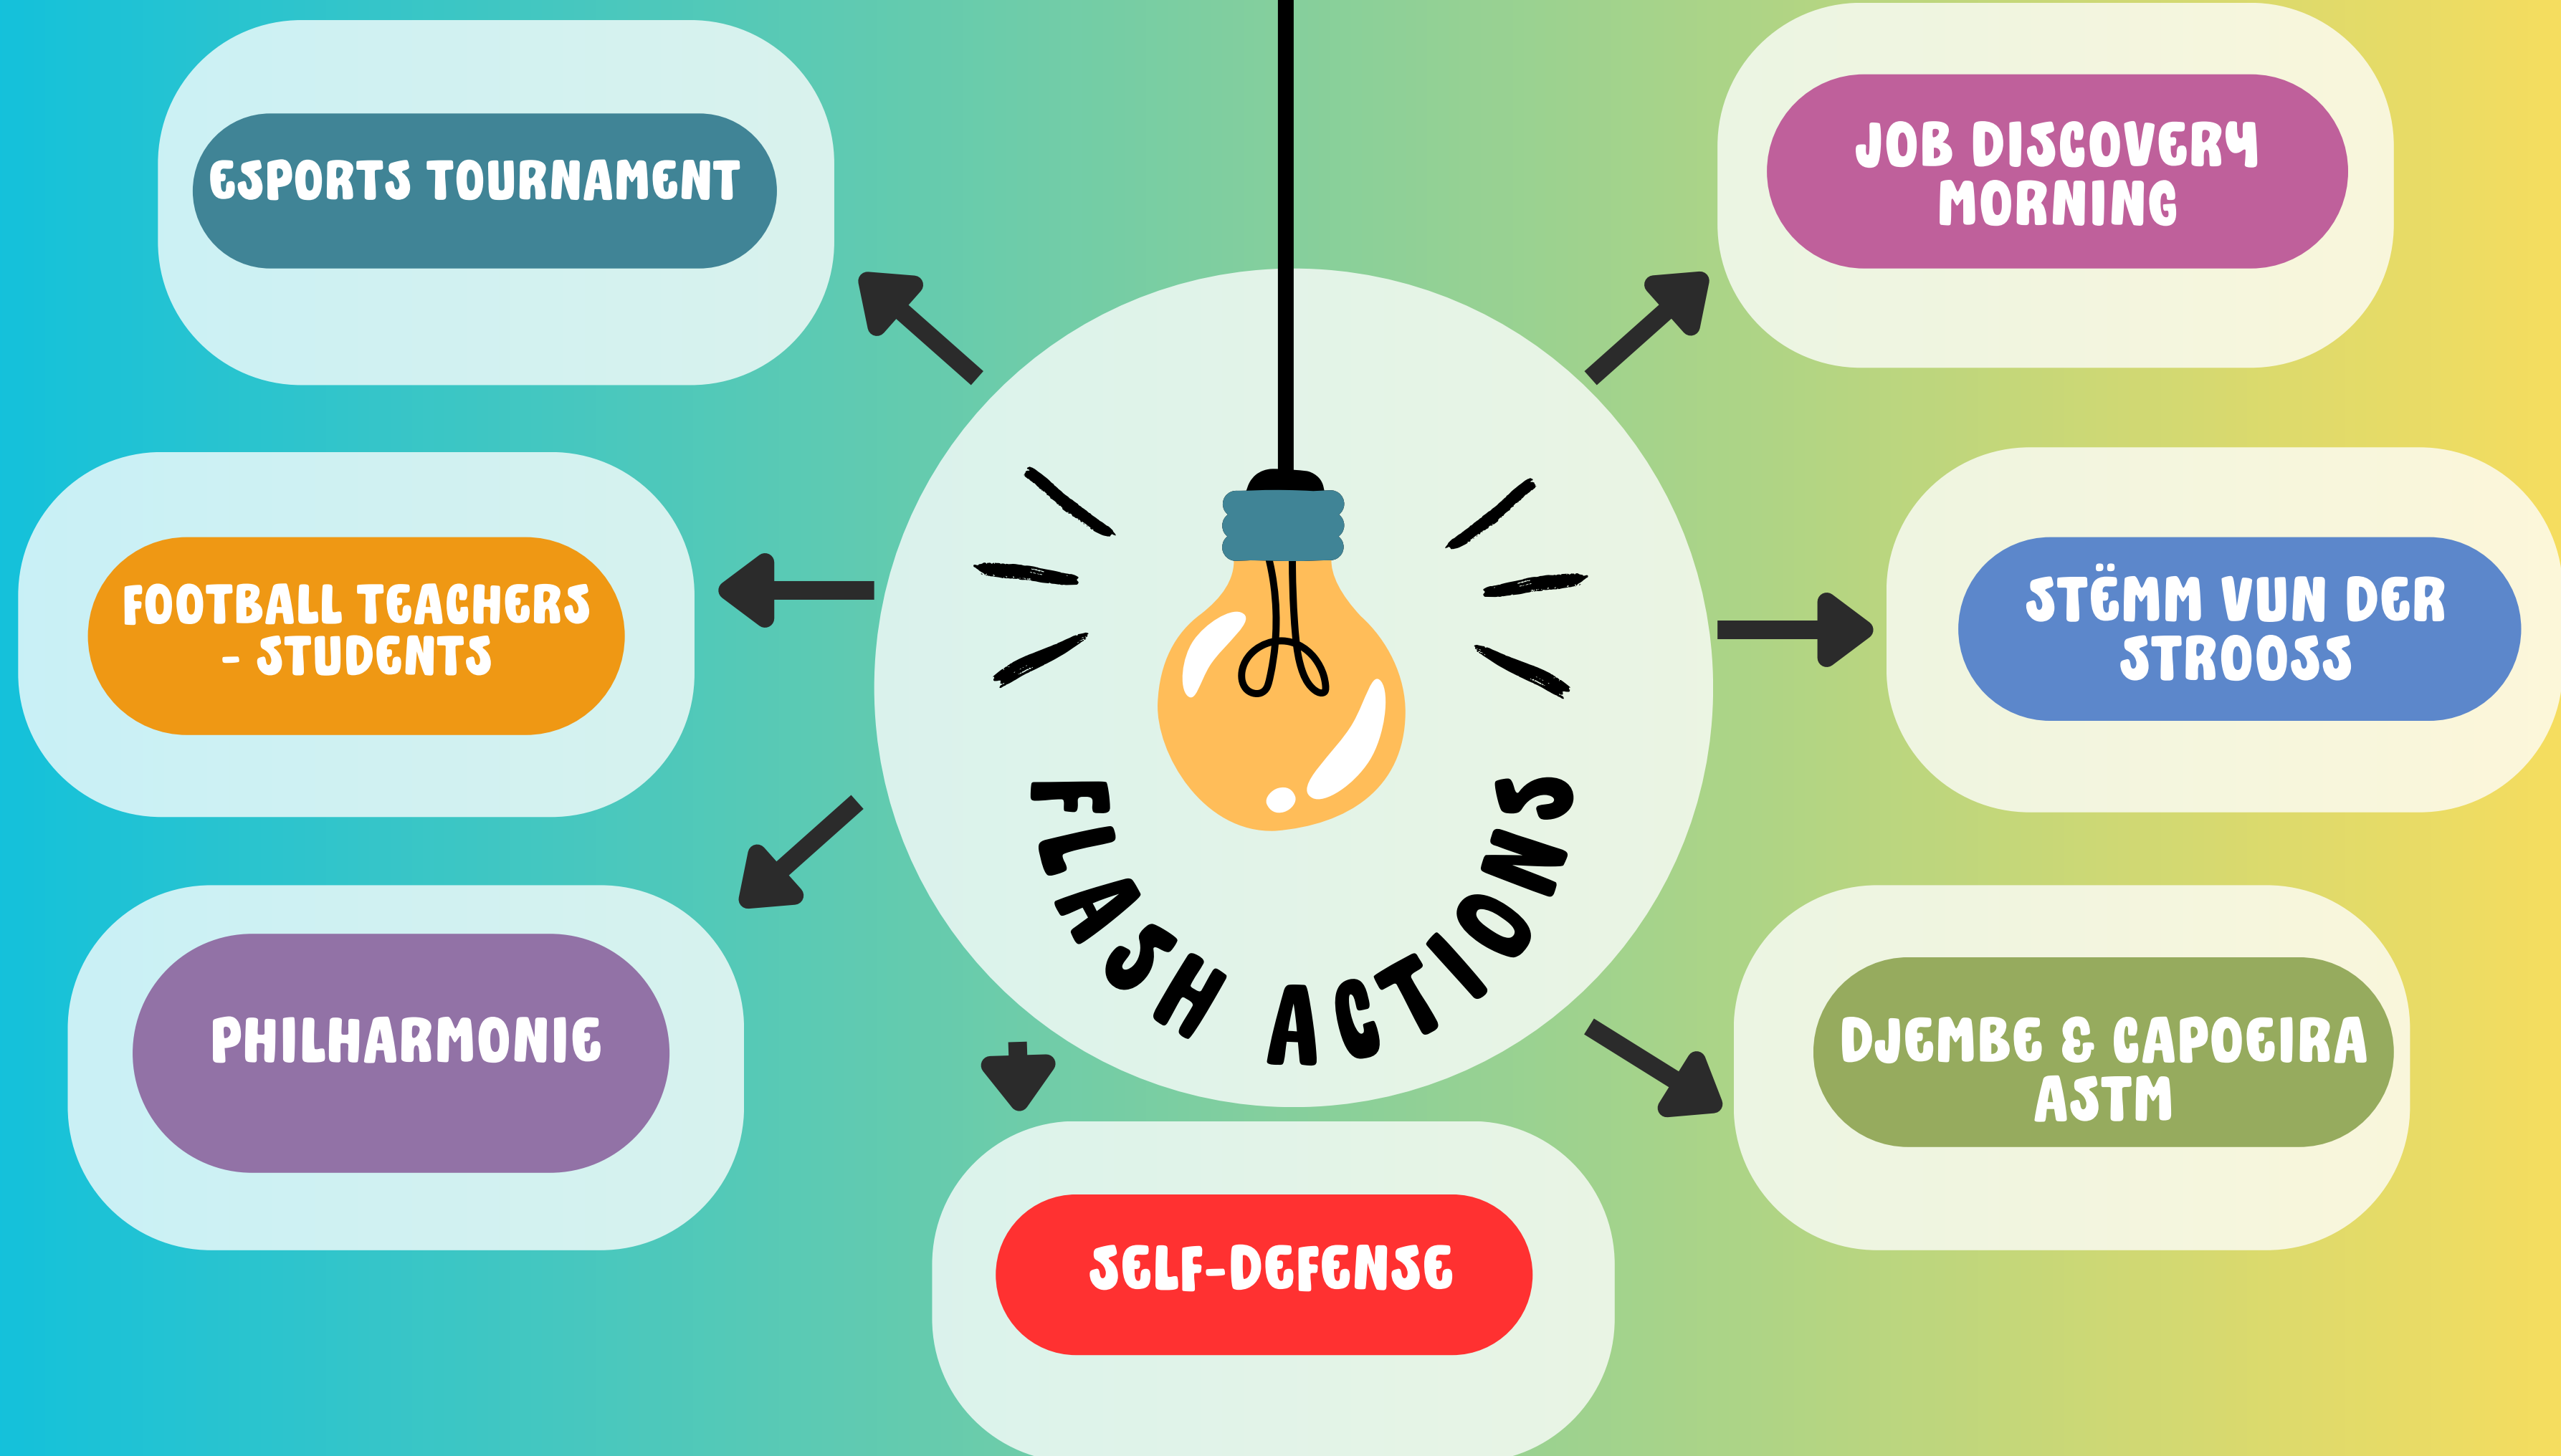 ESPORTS TOURNAMENT
JOB DISCOVERY
MORNING
FOOTBALL TEACHERS
- STUDENTS
STËMM VUN DER
STROOSS
FLASH ACTIONS
PHILHARMONIE
DJEMBE & CAPOEIRA
ASTM
SELF-DEFENSE